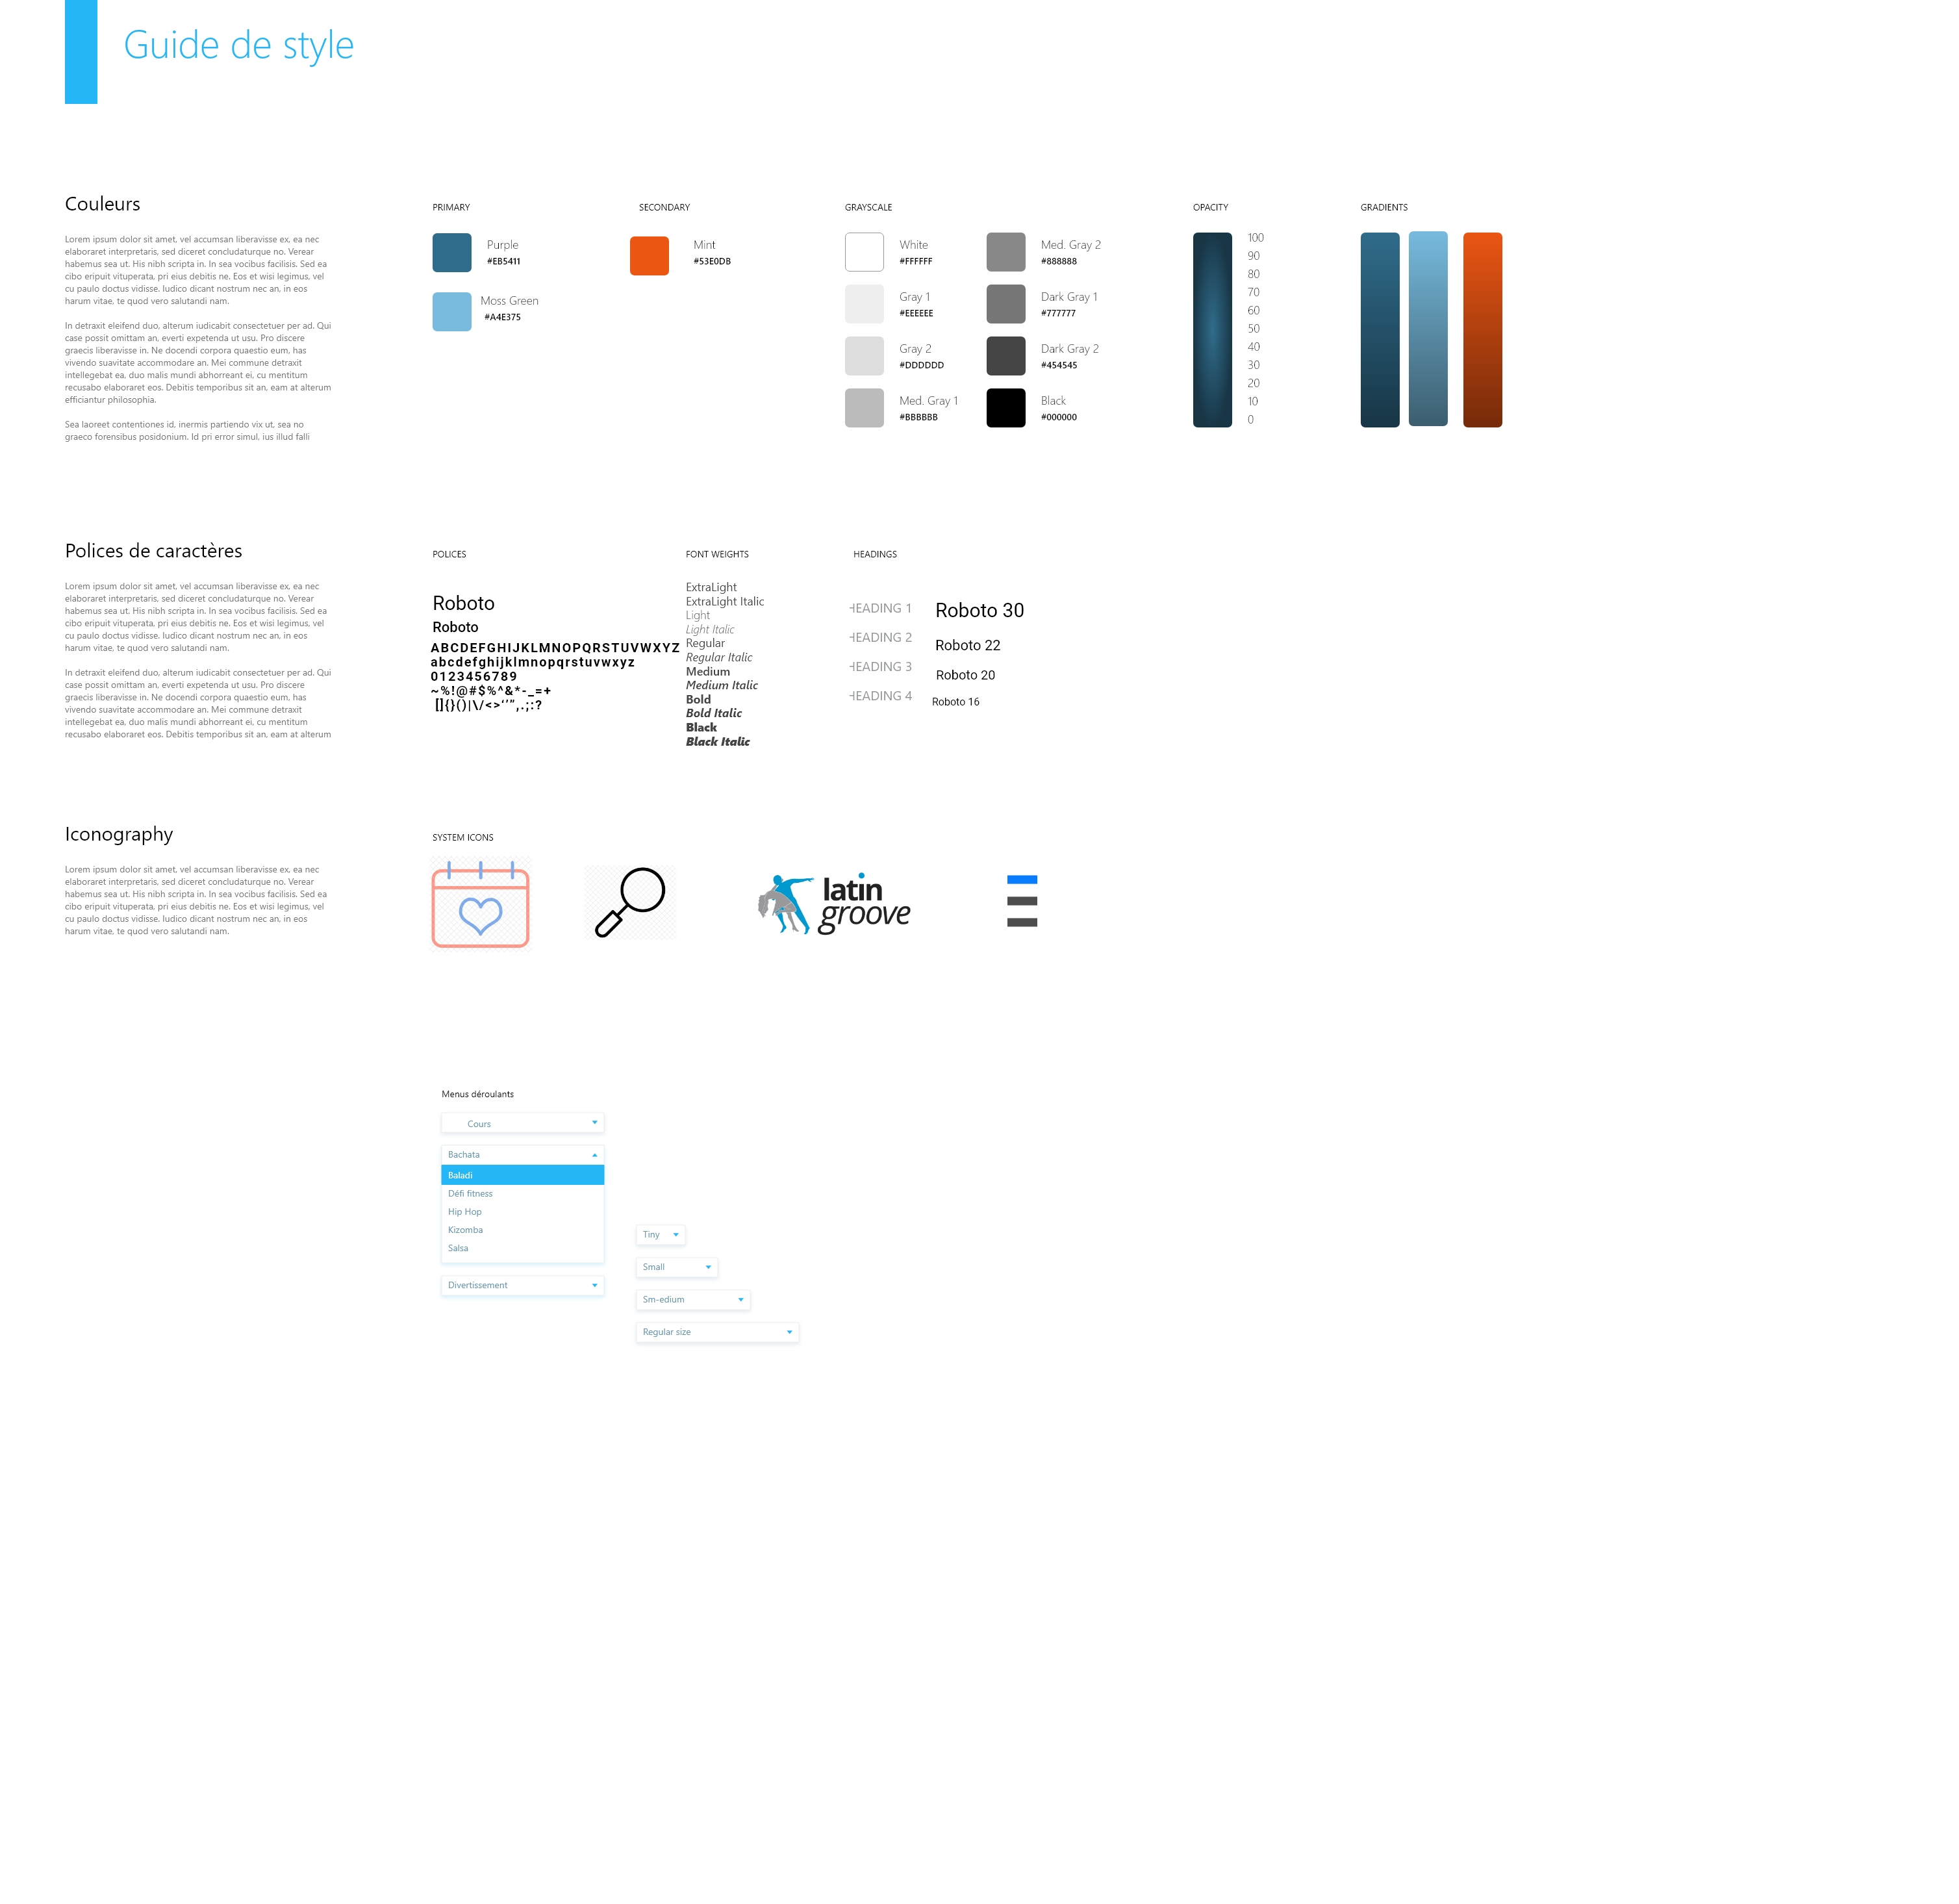 Guide de style
Couleurs
Lorem ipsum dolor sit amet, vel accumsan liberavisse ex, ea nec
elaboraret interpretaris, sed diceret concludaturque no. Verear
habemus sea ut. His nibh scripta in. In sea vocibus facilisis. Sed ea
cibo eripuit vituperata, pri eius debitis ne. Eos et wisi legimus, vel
cu paulo doctus vidisse. Iudico dicant nostrum nec an, in eos
harum vitae, te quod vero salutandi nam.
In detraxit eleifend duo, alterum iudicabit consectetuer per ad. Qui
case possit omittam an, everti expetenda ut usu. Pro discere
graecis liberavisse in. Ne docendi corpora quaestio eum, has
vivendo suavitate accommodare an. Mei commune detraxit
intellegebat ea, duo malis mundi abhorreant ei, cu mentitum
recusabo elaboraret eos. Debitis temporibus sit an, eam at alterum
efficiantur philosophia.
Sea laoreet contentiones id, inermis partiendo vix ut, sea no
graeco forensibus posidonium. Id pri error simul, ius illud falli
PRIMARY
Purple
#EB5411
Moss Green
#A4E375
SECONDARY
Mint
#53E0DB
GRAYSCALE
White
#FFFFFF
Gray 1
#EEEEEE
Gray 2
#DDDDDD
Med. Gray 1
#BBBBBB
Med. Gray 2
#888888
Dark Gray 1
#777777
Dark Gray 2
#454545
Black
#000000
OPACITY
100
90
80
70
60
50
40
30
20
10
0
GRADIENTS
Polices de caractères
Lorem ipsum dolor sit amet, vel accumsan liberavisse ex, ea nec
elaboraret interpretaris, sed diceret concludaturque no. Verear
habemus sea ut. His nibh scripta in. In sea vocibus facilisis. Sed ea
cibo eripuit vituperata, pri eius debitis ne. Eos et wisi legimus, vel
cu paulo doctus vidisse. Iudico dicant nostrum nec an, in eos
harum vitae, te quod vero salutandi nam.
In detraxit eleifend duo, alterum iudicabit consectetuer per ad. Qui
case possit omittam an, everti expetenda ut usu. Pro discere
graecis liberavisse in. Ne docendi corpora quaestio eum, has
vivendo suavitate accommodare an. Mei commune detraxit
intellegebat ea, duo malis mundi abhorreant ei, cu mentitum
recusabo elaboraret eos. Debitis temporibus sit an, eam at alterum
POLICES
Roboto
Roboto
ABCDEFGHIJKLMNOPQRSTUVWXYZ
abcdefghijklmnopqrstuvwxyz
0123456789
~%!@#$%^&*-_=+
[]{}()|\/<>‘’”,.;:?
FONT WEIGHTS
ExtraLight
ExtraLight Italic
Light
Light Italic
Regular
Regular Italic
Medium
Medium Italic
Bold
Bold Italic
Black
Black Italic
HEADINGS
HEADING 1 Roboto 30
HEADING 2 Roboto 22
HEADING 3 Roboto 20
HEADING 4 Roboto 16
Iconography
Lorem ipsum dolor sit amet, vel accumsan liberavisse ex, ea nec
elaboraret interpretaris, sed diceret concludaturque no. Verear
habemus sea ut. His nibh scripta in. In sea vocibus facilisis. Sed ea
cibo eripuit vituperata, pri eius debitis ne. Eos et wisi legimus, vel
cu paulo doctus vidisse. Iudico dicant nostrum nec an, in eos
harum vitae, te quod vero salutandi nam.
SYSTEM ICONS
latin
groove
Menus déroulants
Cours
Bachata
Baladi
Défi fitness
Hip Hop
Kizomba
Salsa
Divertissement
Tiny
Small
Sm-edium
Regular size